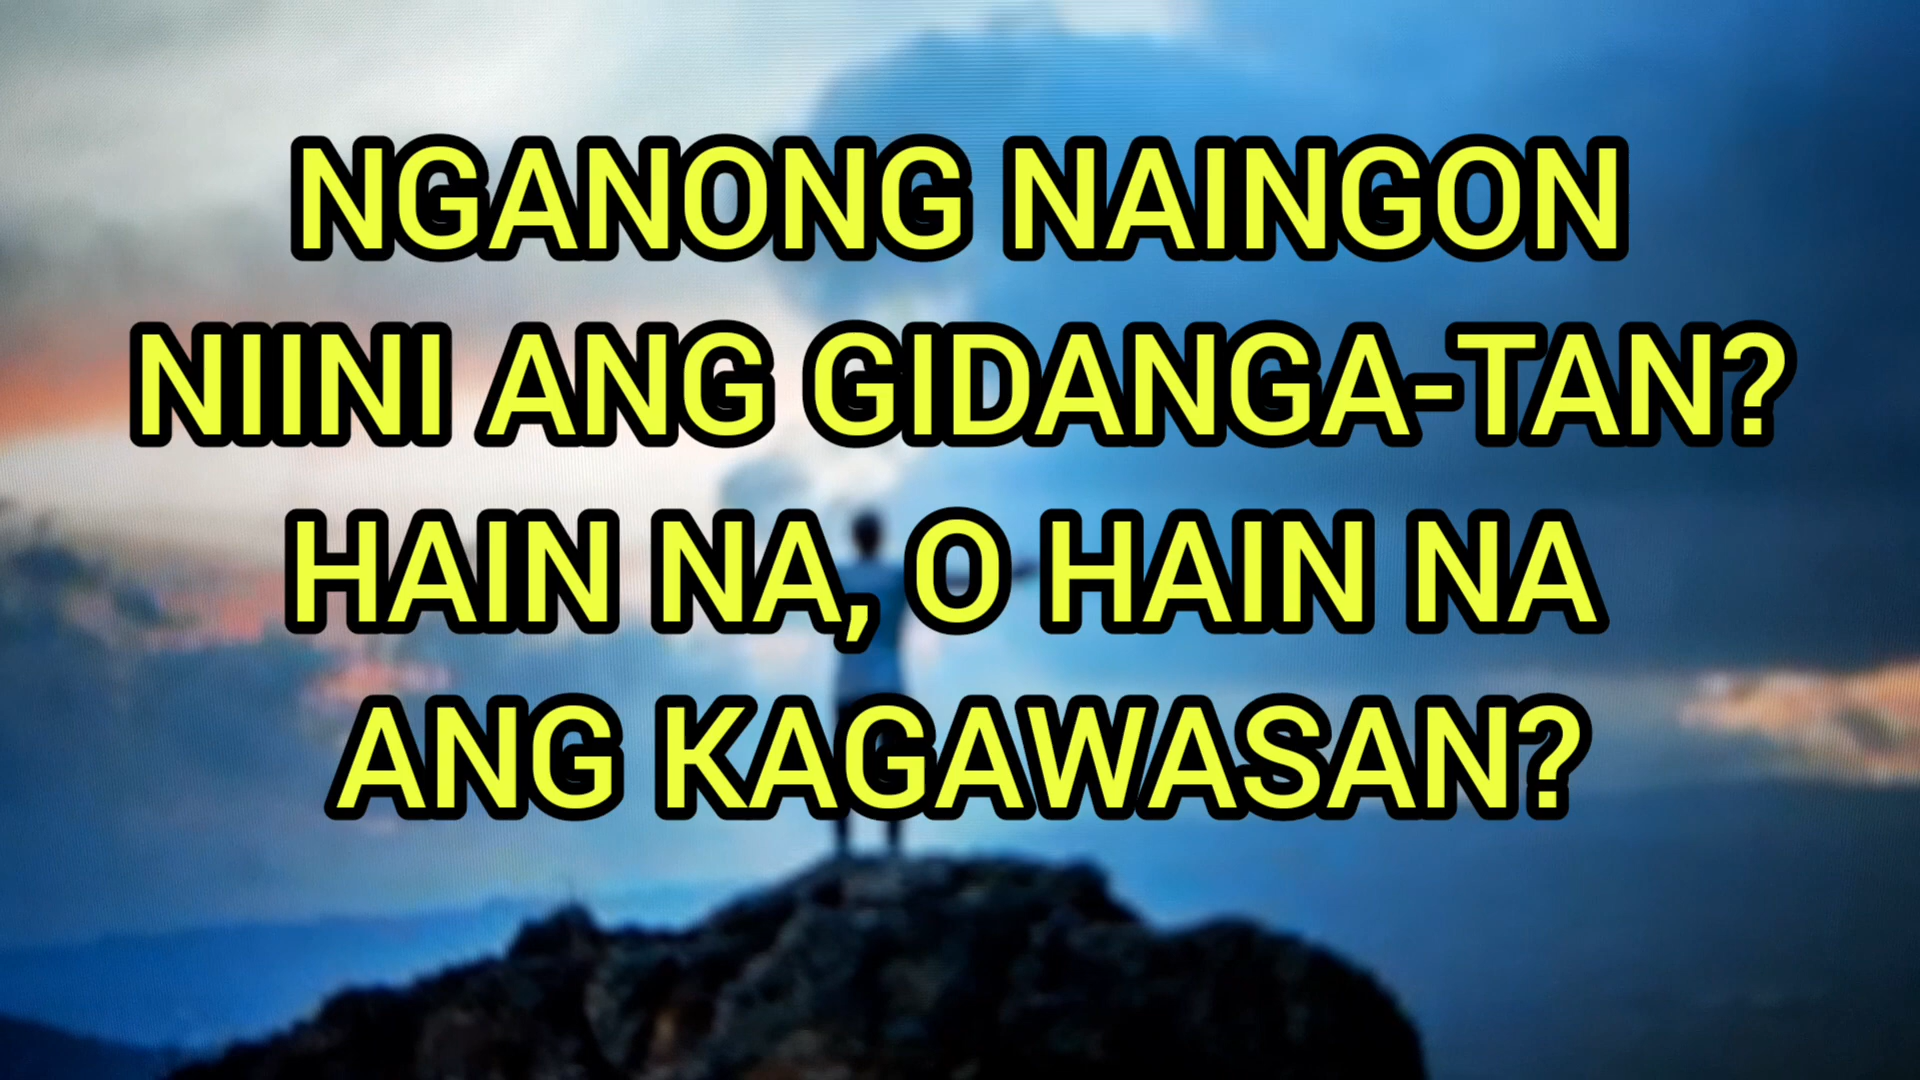 NGANONG NAINGON
NIINI ANG GIDANGA-TAN?
HAIN NA, O HAIN NA
ANG KAGAWASAN?